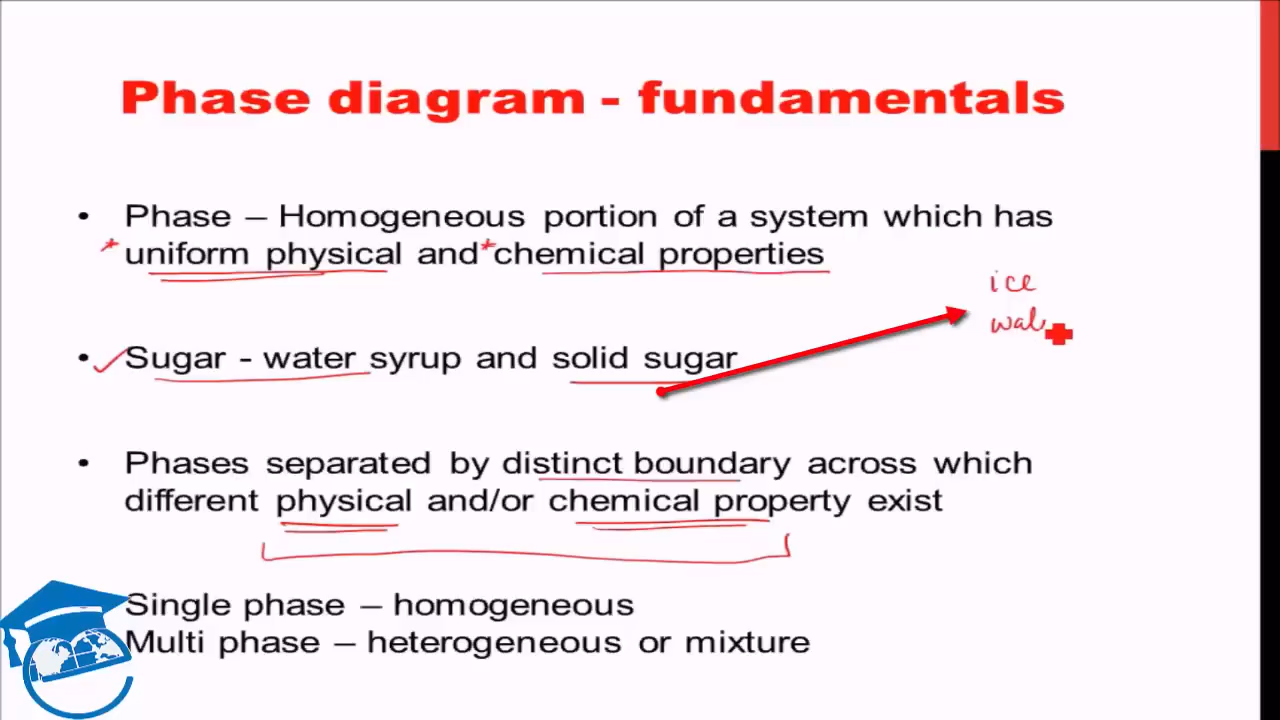 Phase diagram - fundamentals
• Phase – Homogeneous portion of a system which has
* uniform physical and * chemical properties
ice
• Sugar - water syrup and solid sugar
• Phases separated by distinct boundary across which
different physical and/or chemical property exist
Single phase – homogeneous
Multi phase – heterogeneous or mixture